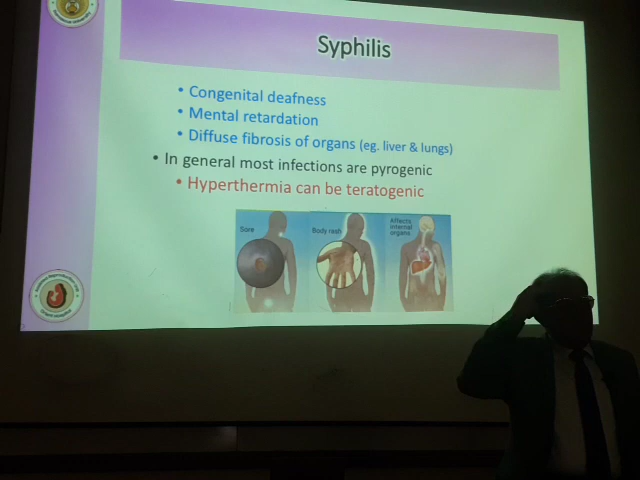 Syphilis
• Congenital deafness
• Mental retardation
• Diffuse fibrosis of organs (eg. liver & lungs)
• In general most infections are pyrogenic
• Hyperthermia can be teratogenic
Sore
Body rash
Affects
internal
organs